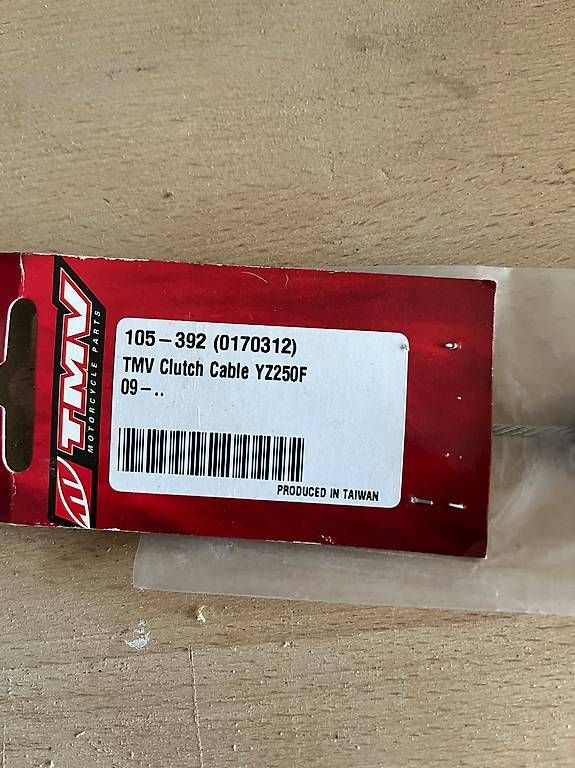 TMV
MOTORCYCLE PARTS
105-392 (0170312)
TMV Clutch Cable YZ250F
09-..
PRODUCED IN TAIWAN